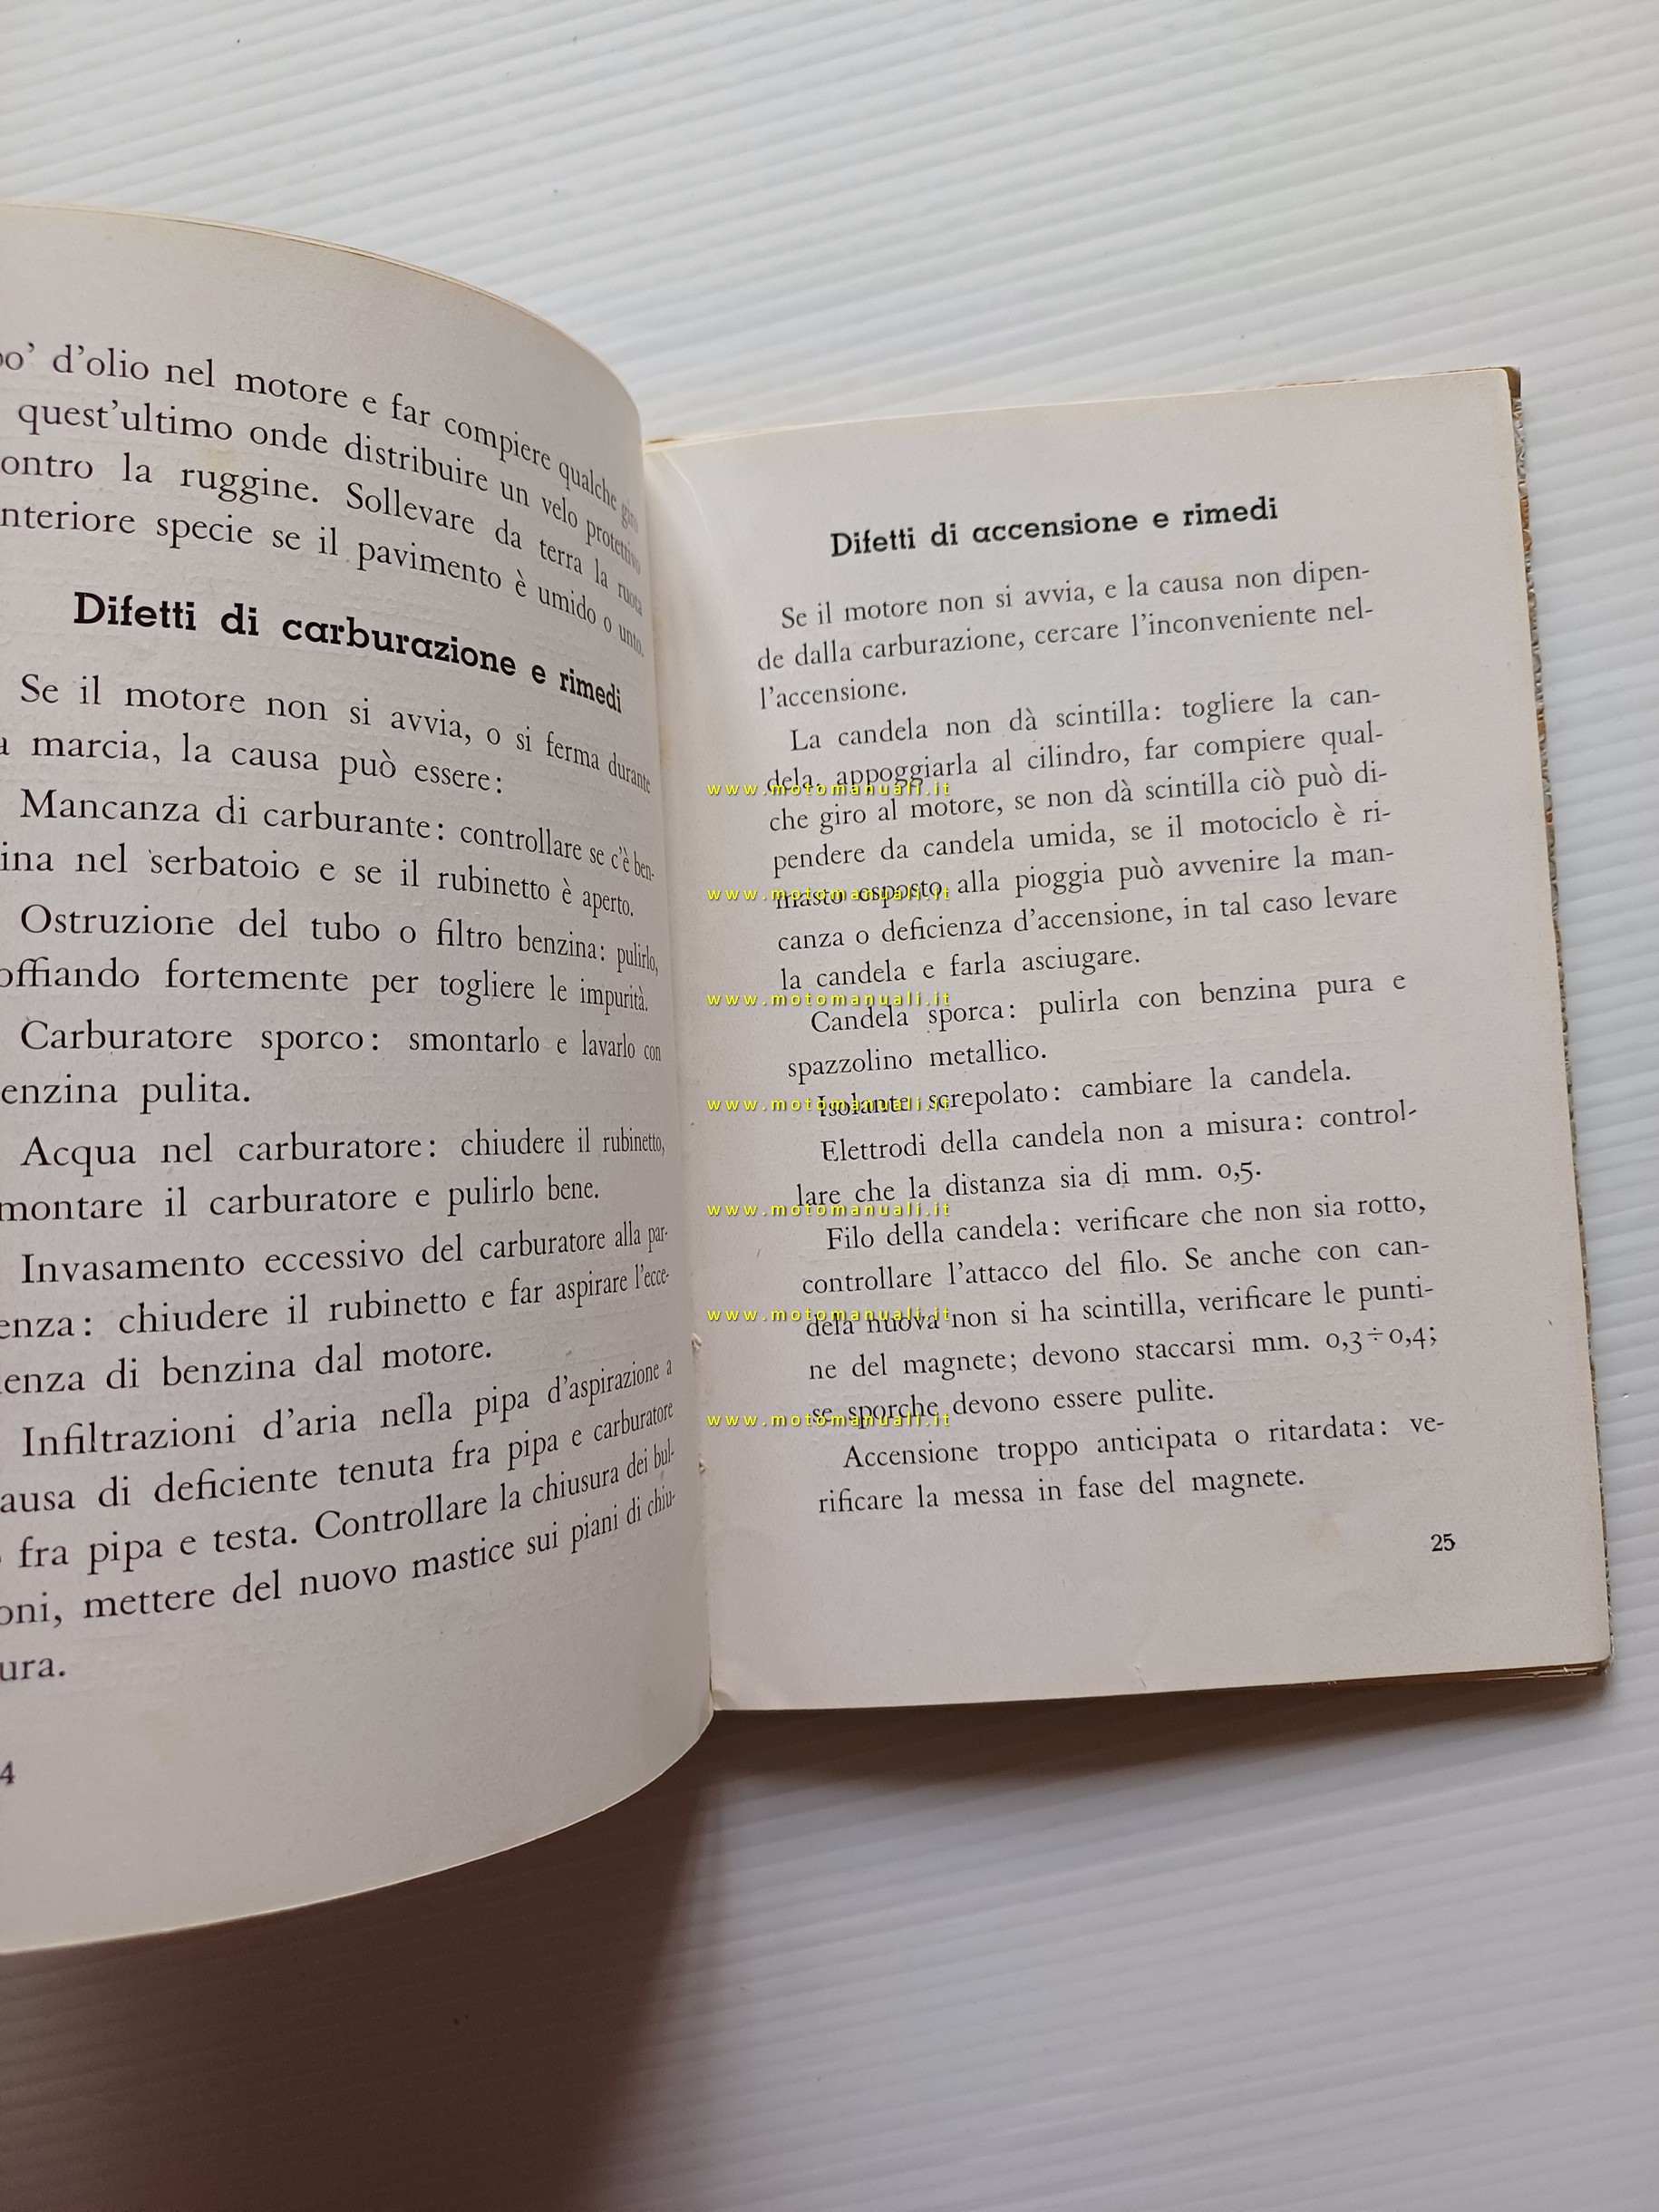 po' d'olio nel motore e far compiere qualche giro
quest'ultimo onde distribuire un velo protettivo
ontro la ruggine. Sollevare da terra la ruota
nteriore specie se il pavimento è umido o unto.
Difetti di carburazione e rimedi
Se il motore non si avvia, o si ferma durante
a marcia, la causa può essere:
Mancanza di carburante: controllare se c'è ben-
ina nel serbatoio e se il rubinetto è aperto.
Ostruzione del tubo o filtro benzina: pulirlo,
offiando fortemente per togliere le impurità.
Carburatore sporco: smontarlo e lavarlo con
enzina pulita.
Acqua nel carburatore: chiudere il rubinetto,
montare il carburatore e pulirlo bene.
Invasamento eccessivo del carburatore alla par-
enza: chiudere il rubinetto e far aspirare l'ecce-
enza di benzina dal motore.
Infiltrazioni d'aria nella pipa d'aspirazione a
ausa di deficiente tenuta fra pipa e carburatore
fra pipa e testa. Controllare la chiusura dei bul-
oni, mettere del nuovo mastice sui piani di chiu-
ura.
4
Difetti di accensione e rimedi
Se il motore non si avvia, e la causa non dipen-
de dalla carburazione, cercare l'inconveniente nel-
l'accensione.
La candela non dà scintilla: togliere la can-
dela, appoggiarla al cilindro, far compiere qual-
che giro al motore, se non dà scintilla ciò può di-
pendere da candela umida, se il motociclo è ri-
masto esposto alla pioggia può avvenire la man-
canza o deficienza d'accensione, in tal caso levare
la candela e farla asciugare.
Candela sporca: pulirla con benzina pura e
spazzolino metallico.
Isolante screpolato: cambiare la candela.
Elettrodi della candela non a misura: control-
lare che la distanza sia di mm. 0,5.
Filo della candela: verificare che non sia rotto,
controllare l'attacco del filo. Se anche con can-
dela nuova non si ha scintilla, verificare le punti-
ne del magnete; devono staccarsi mm. 0,3÷0,4;
se sporche devono essere pulite.
Accensione troppo anticipata o ritardata: ve-
rificare la messa in fase del magnete.
25
www.motomanuali.it
www.motomanuali.it
www.motomanuali.it
www.motomanuali.it
www.motomanuali.it
www.motomanuali.it
www.motomanuali.it